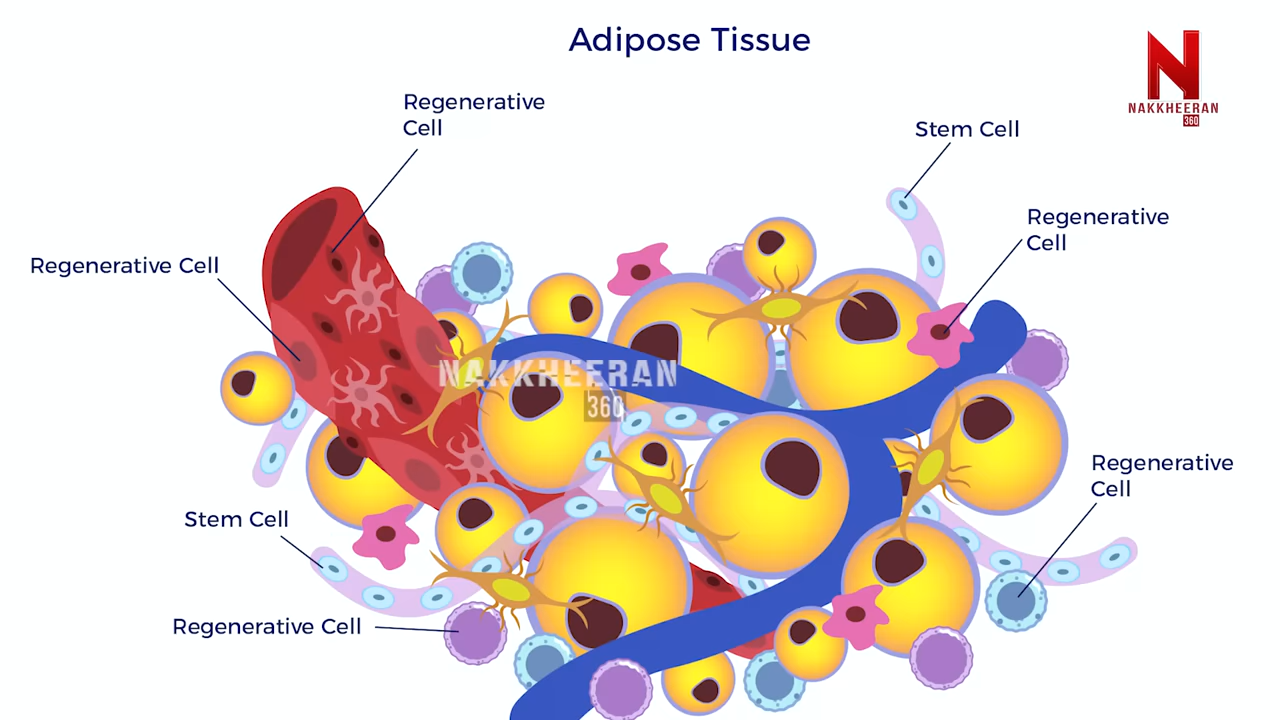 Adipose Tissue
NAKKHEERAN
360
Regenerative
Cell
Stem Cell
Regenerative
Cell
Regenerative Cell
NAKKHEERAN
360
Regenerative
Cell
Stem Cell
Regenerative Cell